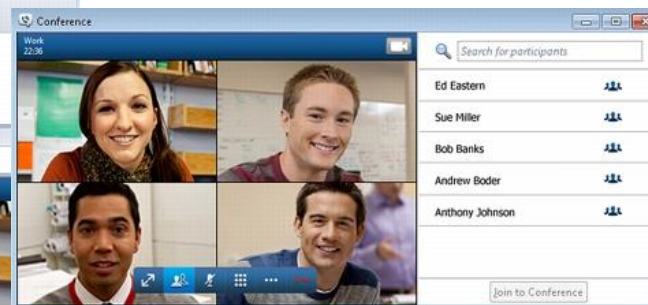 Conference
Work
22:36
Search for participants
Ed Eastern
Sue Miller
Bob Banks
Andrew Boder
Anthony Johnson
Join to Conference